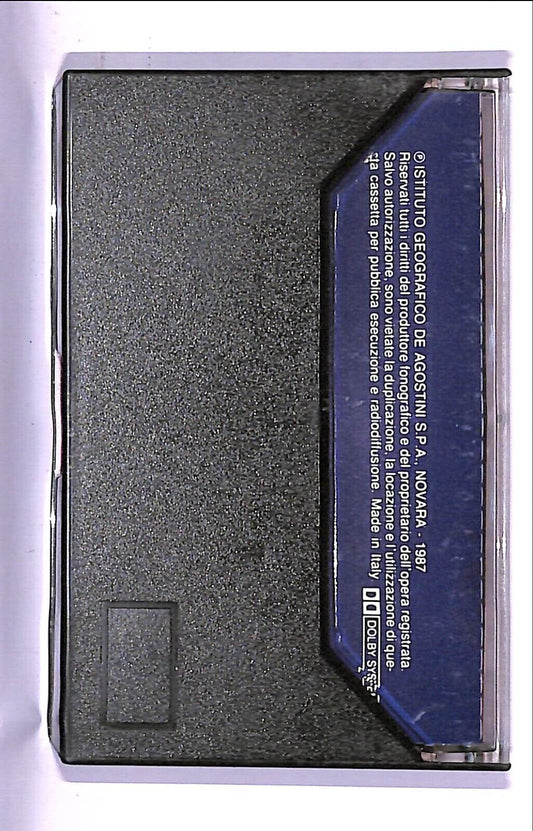 ℗ ISTITUTO GEOGRAFICO DE AGOSTINI S.P.A., NOVARA - 1987
Riservati tutti i diritti del produttore fonografico e del proprietario dell'opera registrata.
Salvo autorizzazione, sono vietate la duplicazione, la locazione e l'utilizzazione di que-
sta cassetta per pubblica esecuzione e radiodiffusione. Made in Italy DOLBY